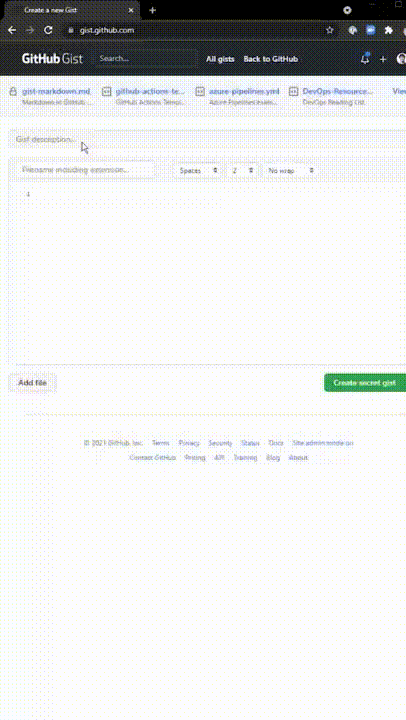 Create a new Gist
gist.github.com
GitHub Gist Search... All gists Back to GitHub
gist-markdown.md github-actions-te... azure-pipelines.yml DevOps-Resource... View
Markdown in GitHub ... GitHub Actions Templ... Azure Pipelines Exam... DevOps Reading List...
Gist description...
Filename including extension... Spaces 2 No wrap
1
Add file Create secret gist
© 2021 GitHub, Inc. Terms Privacy Security Status Docs Site admin mode on
Contact GitHub Pricing API Training Blog About